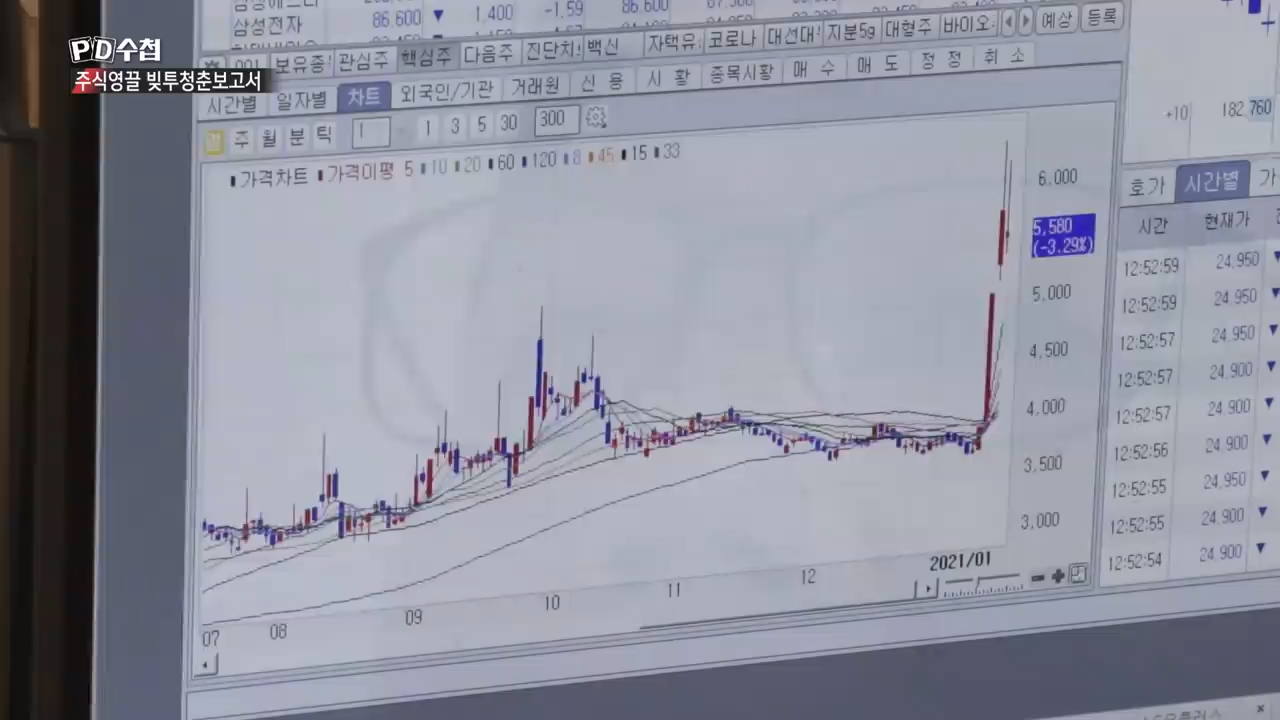 PD수첩
주식영끌 빚투청춘보고서
삼성전자 86,600 ▼ 1,400 -1.59 86,600
보유종 관심주 핵심주 다음주 진단치 백신 자택유 코로나 대선대 지분5g 대형주 바이오 예상 등록
시간별 일자별 차트 외국인/기관 거래원 신 용 시 황 종목시황 매 수 매 도 정 정 취 소
주 월 분 틱 1 1 3 5 30 300
가격차트 가격이평 5 10 20 60 120 8 45 15 33
+10 182,760
6,000
5,580
(-3.29%)
5,000
4,500
4,000
3,500
3,000
2021/01
07 08 09 10 11 12
호가 시간별
시간 현재가
12:52:59 24,950 ▼
12:52:59 24,950 ▼
12:52:57 24,950 ▼
12:52:57 24,900 ▼
12:52:57 24,900 ▼
12:52:56 24,900 ▼
12:52:55 24,950 ▼
12:52:55 24,900 ▼
12:52:54 24,900 ▼